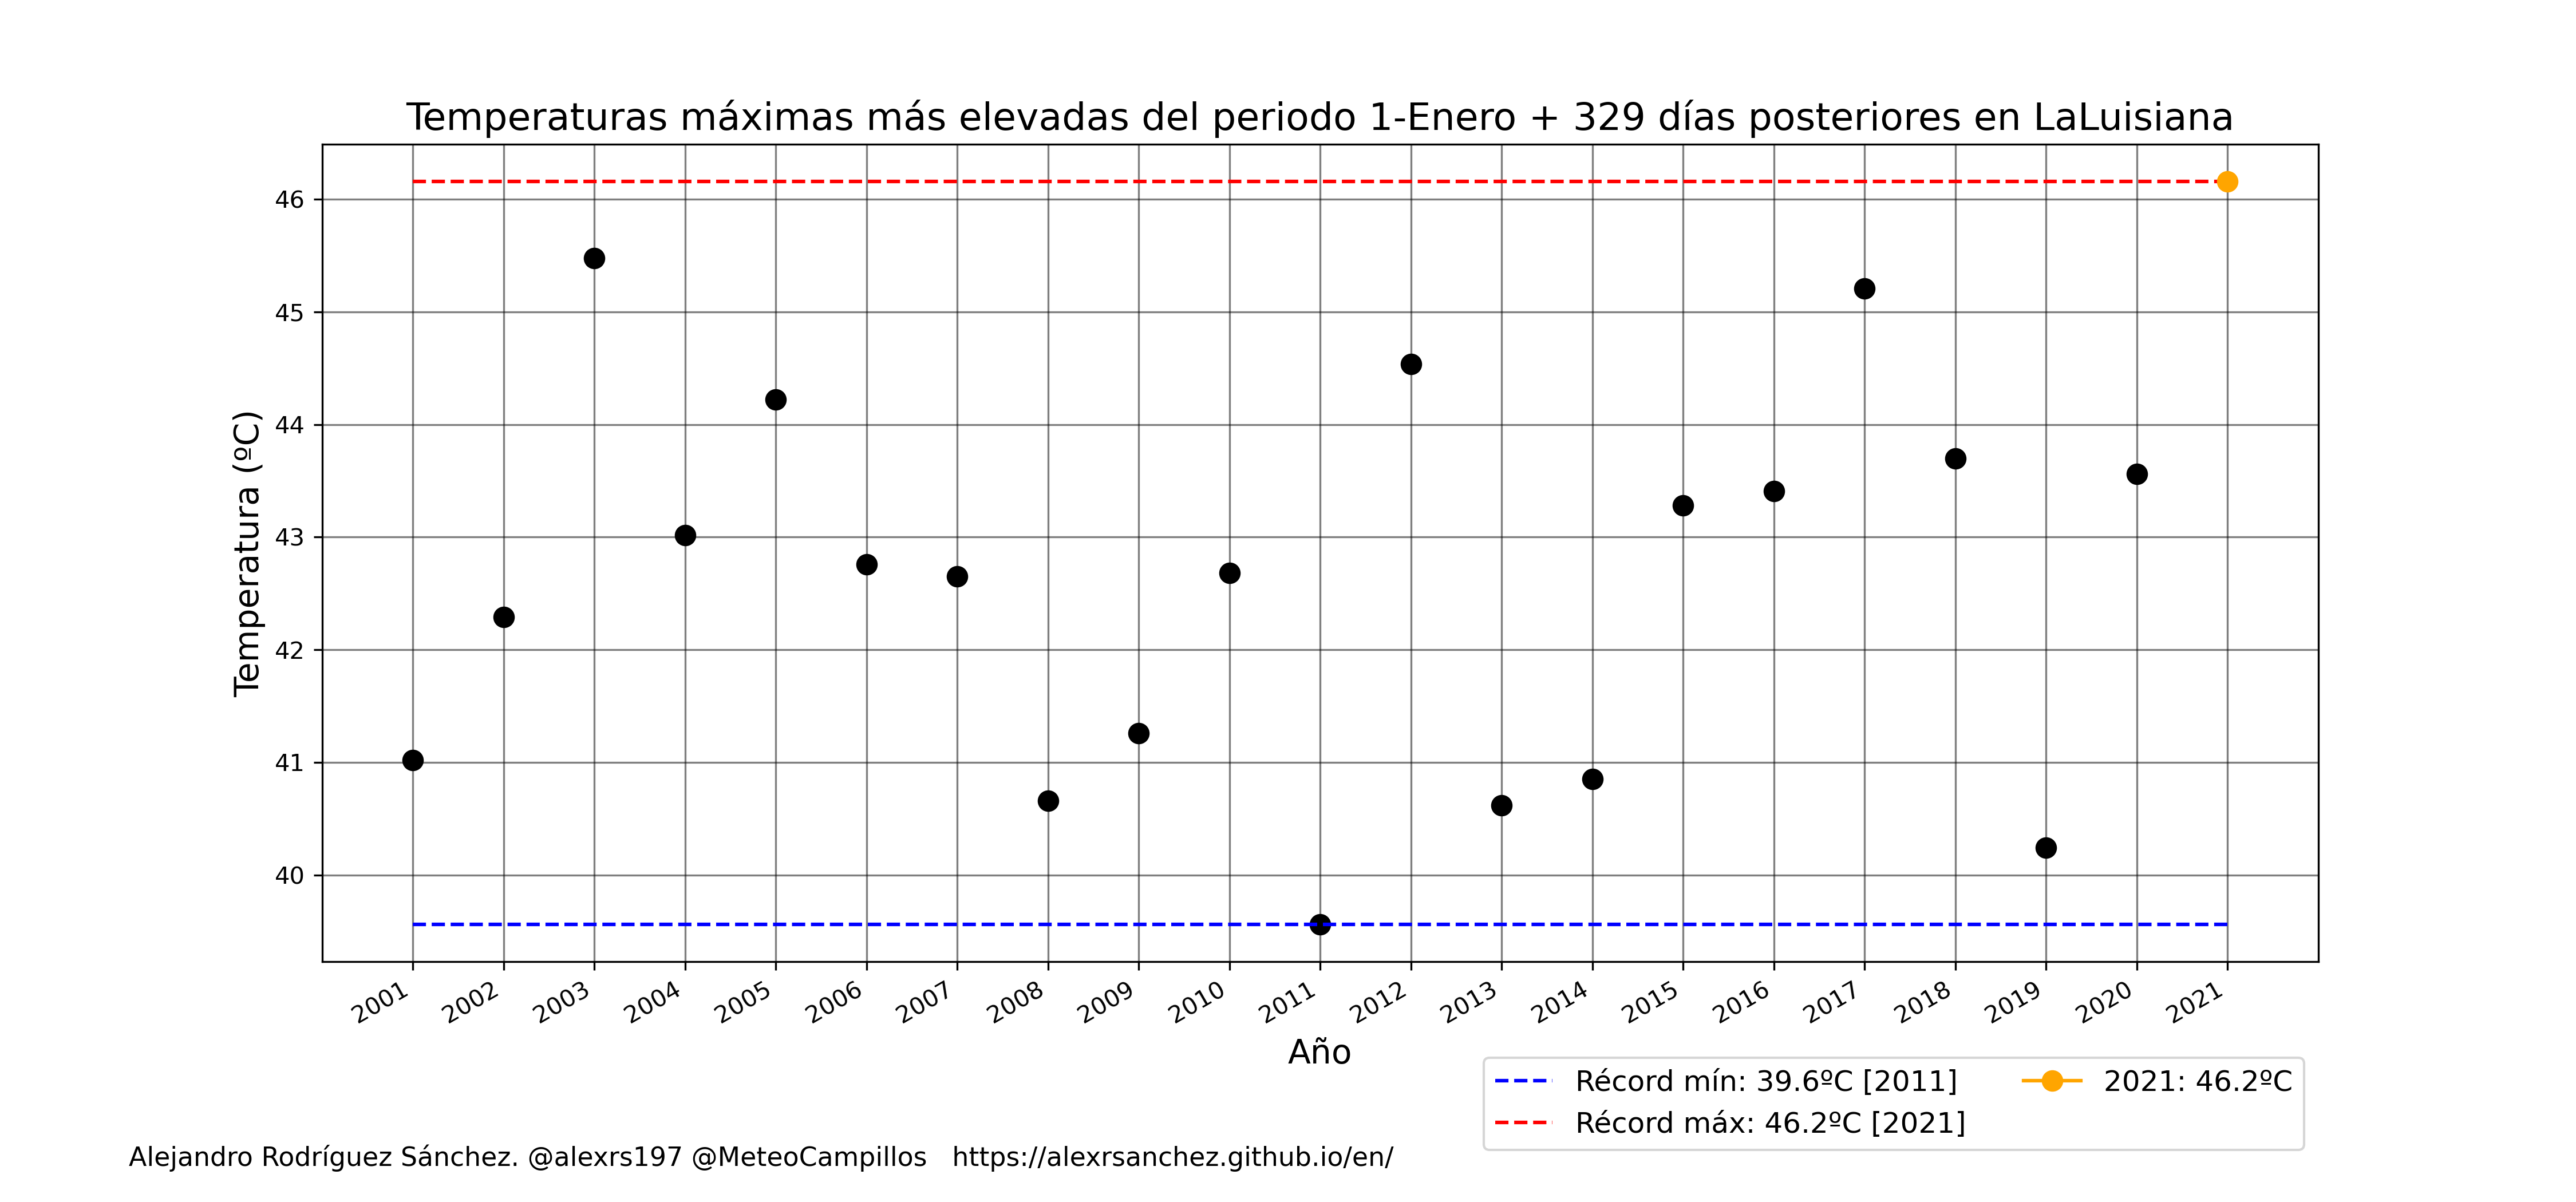 Temperaturas máximas más elevadas del periodo 1-Enero + 329 días posteriores en LaLuisiana
Temperatura (ºC)
46
45
44
43
42
41
40
2001 2002 2003 2004 2005 2006 2007 2008 2009 2010 2011 2012 2013 2014 2015 2016 2017 2018 2019 2020 2021
Año
Récord mín: 39.6ºC [2011]
Récord máx: 46.2ºC [2021]
2021: 46.2ºC
Alejandro Rodríguez Sánchez. @alexrs197 @MeteoCampillos https://alexrsanchez.github.io/en/